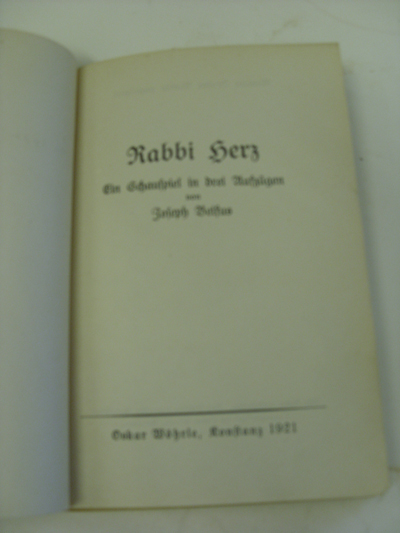 Rabbi Herz
Ein Schauspiel in drei Aufzügen
von
Joseph
Oskar Wöhrle, Konstanz 1921